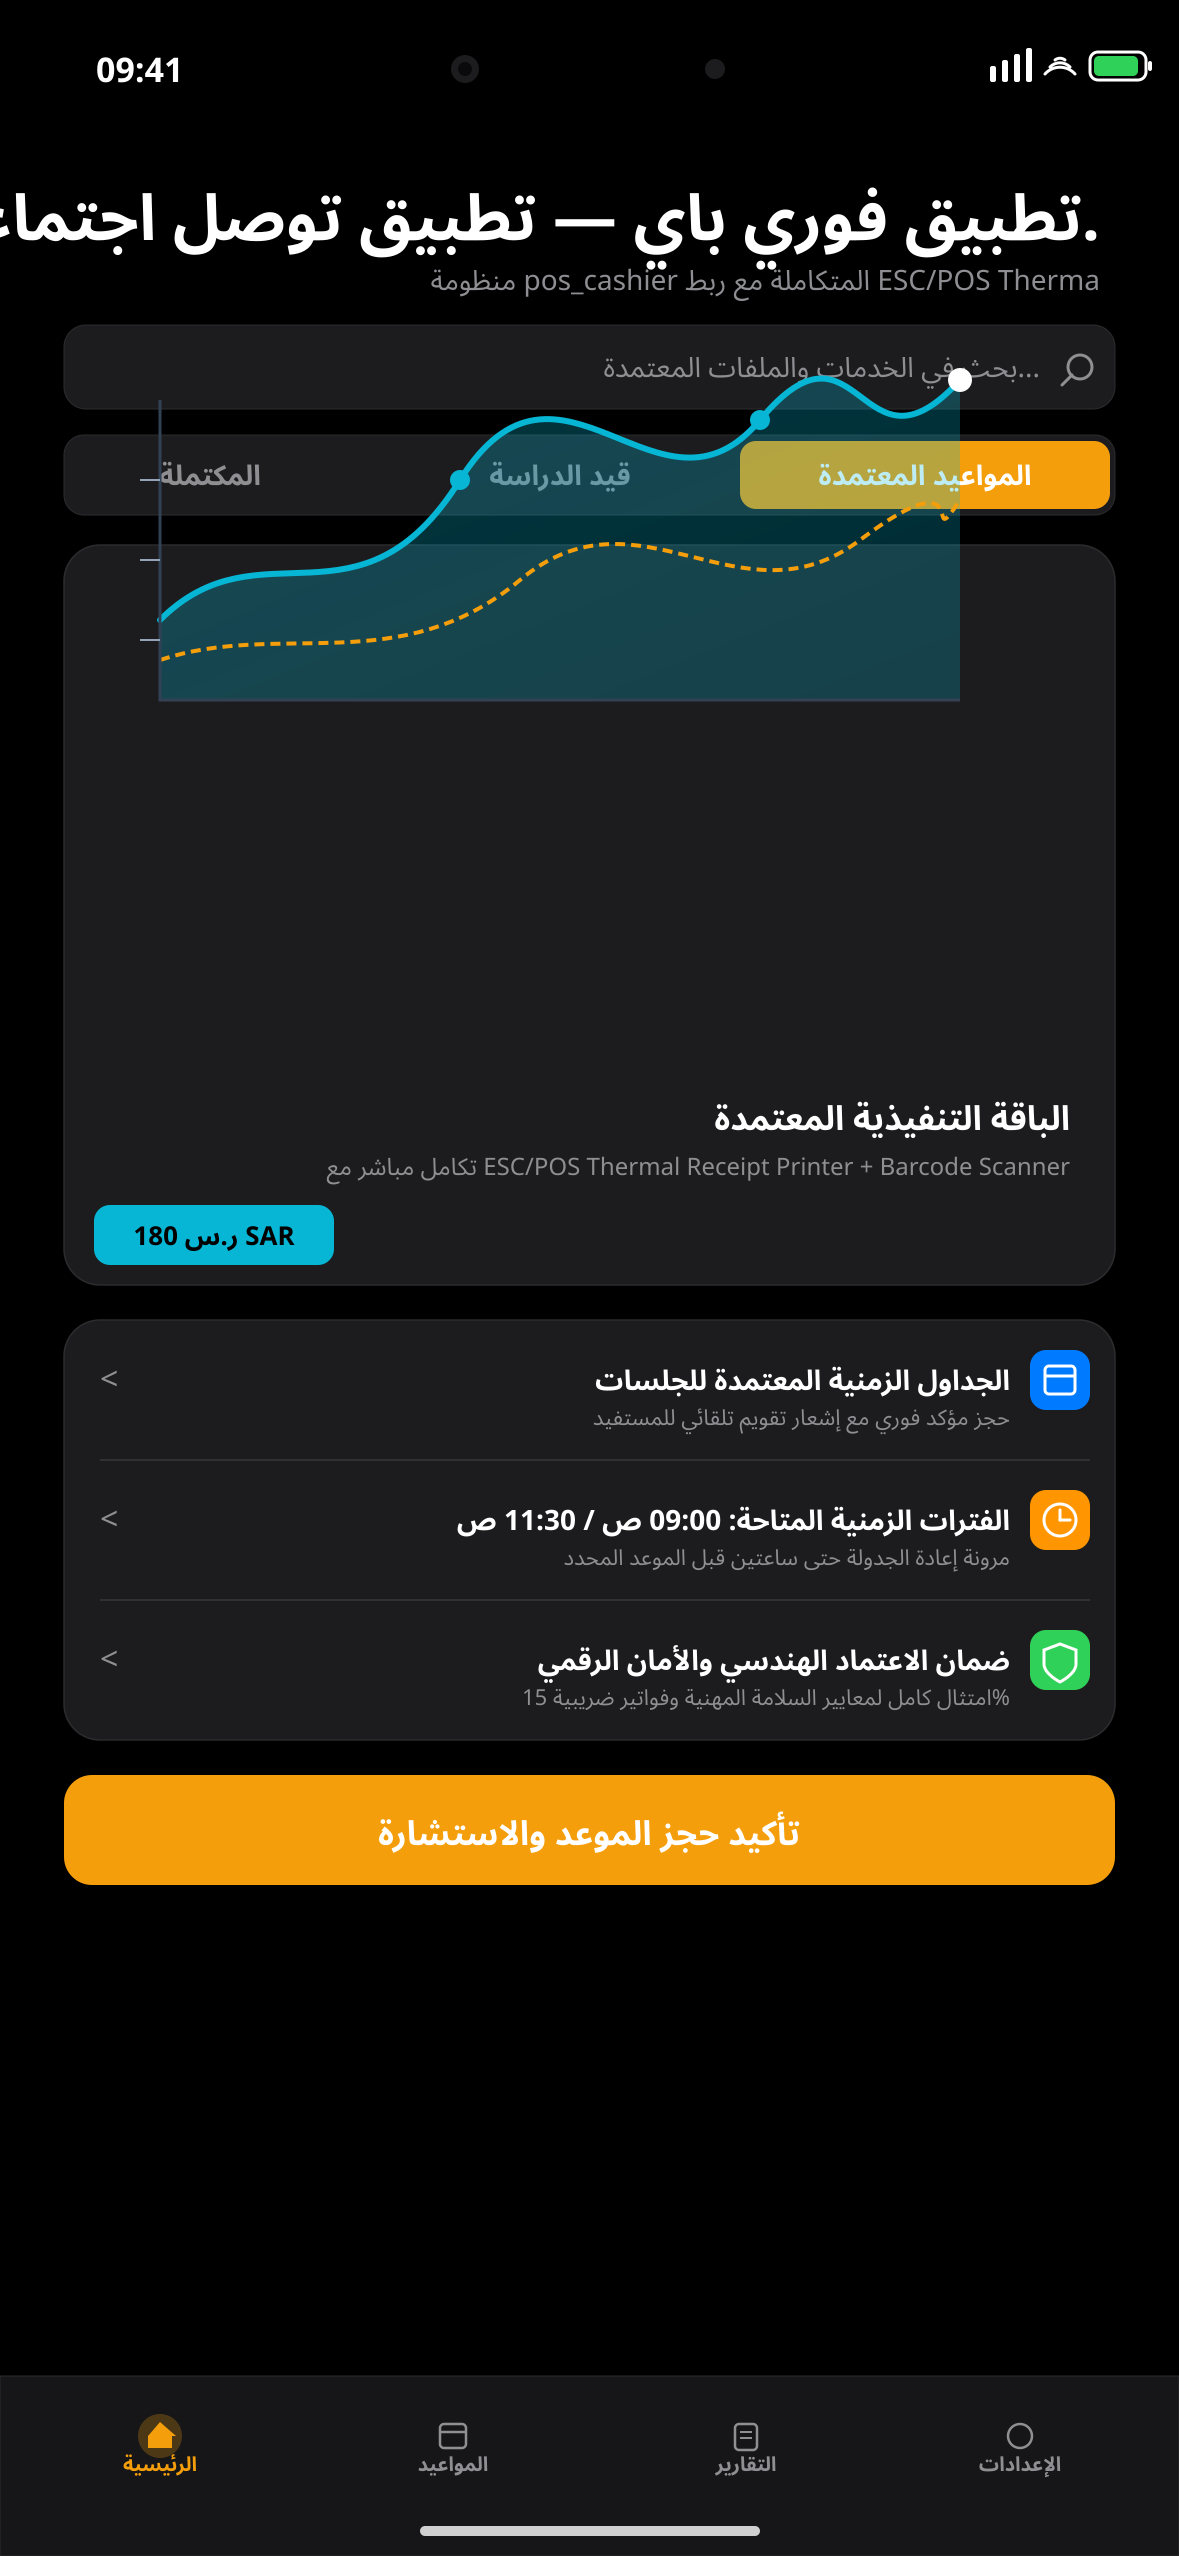 09:41
تطبيق فوري باي — تطبيق توصل اجتماع.
منظومة pos_cashier المتكاملة مع ربط ESC/POS Therma
بحث في الخدمات والملفات المعتمدة...
المواعيد المعتمدة
قيد الدراسة
المكتملة
الباقة التنفيذية المعتمدة
تكامل مباشر مع ESC/POS Thermal Receipt Printer + Barcode Scanner
180 ر.س SAR
الجداول الزمنية المعتمدة للجلسات
حجز مؤكد فوري مع إشعار تقويم تلقائي للمستفيد
الفترات الزمنية المتاحة: 09:00 ص / 11:30 ص
مرونة إعادة الجدولة حتى ساعتين قبل الموعد المحدد
ضمان الاعتماد الهندسي والأمان الرقمي
امتثال كامل لمعايير السلامة المهنية وفواتير ضريبية 15%
تأكيد حجز الموعد والاستشارة
الإعدادات
التقارير
المواعيد
الرئيسية